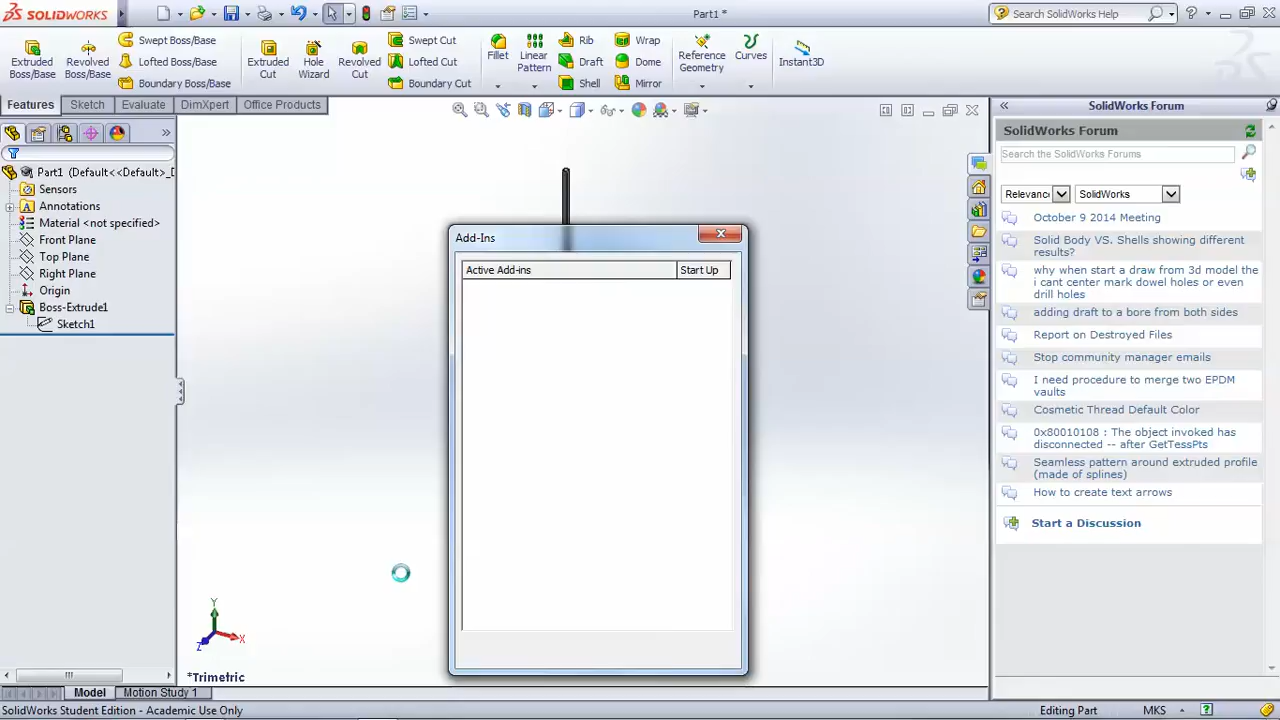 SOLIDWORKS
Part1 *
Search SolidWorks Help
Extruded Boss/Base
Revolved Boss/Base
Swept Boss/Base
Lofted Boss/Base
Boundary Boss/Base
Extruded Cut
Hole Wizard
Revolved Cut
Swept Cut
Lofted Cut
Boundary Cut
Fillet
Linear Pattern
Rib
Draft
Shell
Wrap
Dome
Mirror
Reference Geometry
Curves
Instant3D
Features
Sketch
Evaluate
DimXpert
Office Products
Part1 (Default<<Default>_D
Sensors
Annotations
Material <not specified>
Front Plane
Top Plane
Right Plane
Origin
Boss-Extrude1
Sketch1
Add-Ins
Active Add-ins
Start Up
SolidWorks Forum
SolidWorks Forum
Search the SolidWorks Forums
Relevanc
SolidWorks
October 9 2014 Meeting
Solid Body VS. Shells showing different
results?
why when start a draw from 3d model the
i cant center mark dowel holes or even
drill holes
adding draft to a bore from both sides
Report on Destroyed Files
Stop community manager emails
I need procedure to merge two EPDM
vaults
Cosmetic Thread Default Color
0x80010108 : The object invoked has
disconnected -- after GetTessPts
Seamless pattern around extruded profile
(made of splines)
How to create text arrows
Start a Discussion
Y
X
Z
*Trimetric
Model
Motion Study 1
SolidWorks Student Edition - Academic Use Only
Editing Part
MKS